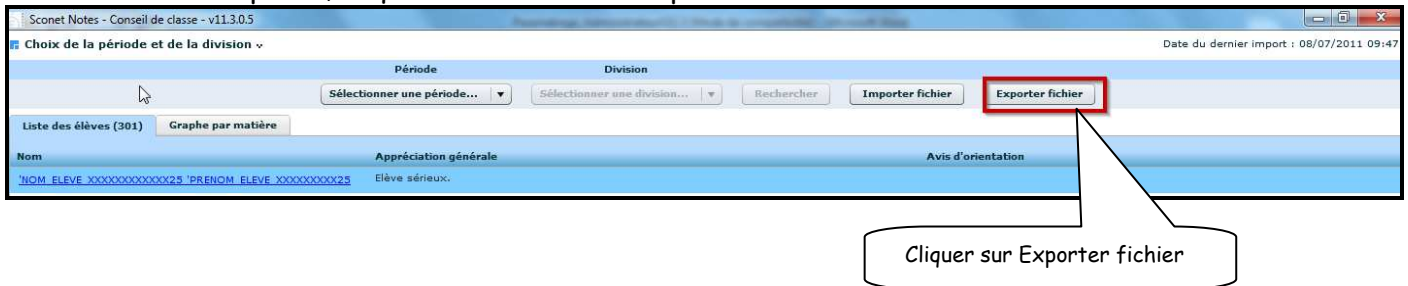 Sconet Notes - Conseil de classe - v11.3.0.5
Choix de la période et de la division
Date du dernier import : 08/07/2011 09:47
Période Division
Sélectionner une période... Sélectionner une division... Rechercher Importer fichier Exporter fichier
Liste des élèves (301) Graphe par matière
Nom Appréciation générale Avis d'orientation
'NOM_ELEVE_XXXXXXXXXXXX25 'PRENOM_ELEVE_XXXXXXXXX25 Elève sérieux.
Cliquer sur Exporter fichier